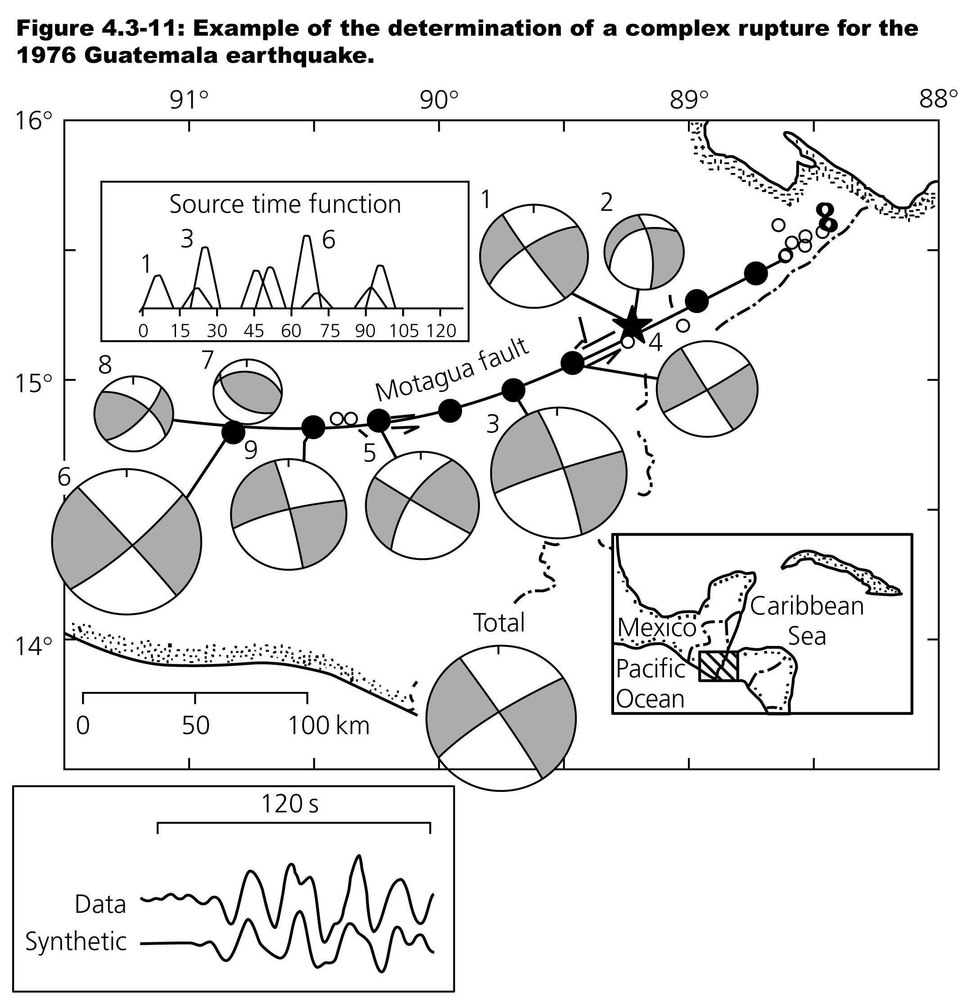 Figure 4.3-11: Example of the determination of a complex rupture for the
1976 Guatemala earthquake.
91° 90° 89° 88°
16°
Source time function
1 3 6
0 15 30 45 60 75 90 105 120
1 2
4
Motagua fault
15°
8 7
3
9 5
6
Caribbean
Sea
Mexico
Pacific
Ocean
14°
Total
0 50 100 km
120 s
Data
Synthetic